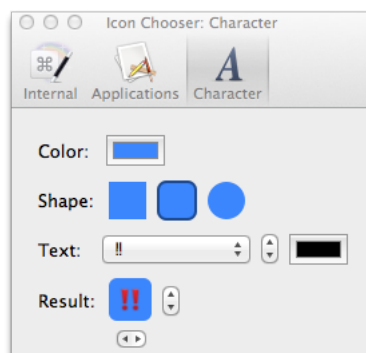 Icon Chooser: Character
Internal Applications Character
Color:
Shape:
Text: !!
Result: !!